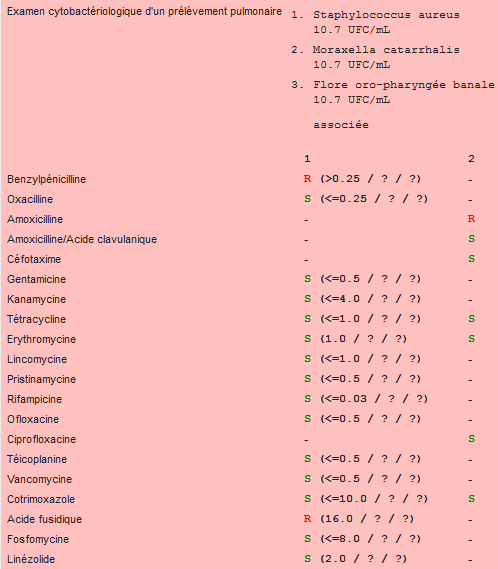 Examen cytobactériologique d'un prélèvement pulmonaire 1. Staphylococcus aureus
10.7 UFC/mL
2. Moraxella catarrhalis
10.7 UFC/mL
3. Flore oro-pharyngée banale
10.7 UFC/mL
associée
1 2
Benzylpénicilline R (>0.25 / ? / ?) -
Oxacilline S (<=0.25 / ? / ?) -
Amoxicilline - R
Amoxicilline/Acide clavulanique - S
Céfotaxime - S
Gentamicine S (<=0.5 / ? / ?) -
Kanamycine S (<=4.0 / ? / ?) -
Tétracycline S (<=1.0 / ? / ?) S
Erythromycine S (1.0 / ? / ?) S
Lincomycine S (<=1.0 / ? / ?) -
Pristinamycine S (<=0.5 / ? / ?) -
Rifampicine S (<=0.03 / ? / ?) -
Ofloxacine S (<=0.5 / ? / ?) -
Ciprofloxacine - S
Téicoplanine S (<=0.5 / ? / ?) -
Vancomycine S (<=0.5 / ? / ?) -
Cotrimoxazole S (<=10.0 / ? / ?) S
Acide fusidique R (16.0 / ? / ?) -
Fosfomycine S (<=8.0 / ? / ?) -
Linézolide S (2.0 / ? / ?) -